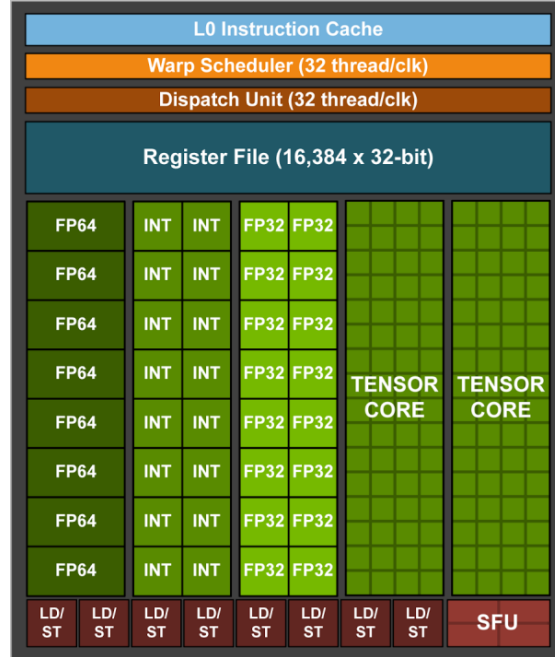 L0 Instruction Cache
Warp Scheduler (32 thread/clk)
Dispatch Unit (32 thread/clk)
Register File (16,384 x 32-bit)
FP64 INT INT FP32 FP32
FP64 INT INT FP32 FP32
FP64 INT INT FP32 FP32
FP64 INT INT FP32 FP32
TENSOR CORE TENSOR CORE
FP64 INT INT FP32 FP32
FP64 INT INT FP32 FP32
FP64 INT INT FP32 FP32
FP64 INT INT FP32 FP32
LD/ LD/ LD/ LD/ LD/ LD/ LD/ LD/ SFU
ST ST ST ST ST ST ST ST